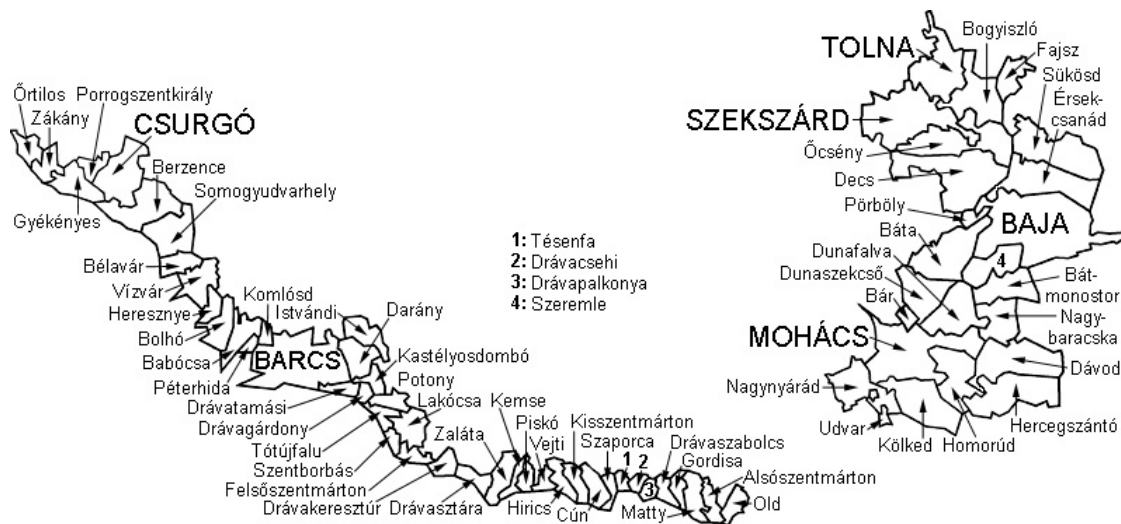 Őrtilos
Porrogszentkirály
Zákány
CSURGÓ
Berzence
Somogyudvarhely
Gyékényes
Bélavár
Vízvár
Heresznye
Komlósd
Istvándi
Bolhó
Darány
Babócsa
BARCS
Kastélyosdombó
Péterhida
Potony
Drávatamási
Lakócsa
Drávagárdony
Kemse
Tótújfalu
Piskó
Kisszentmárton
Zaláta
Vejti
Szaporca
Drávaszabolcs
Szentborbás
1 2
Gordisa
Felsőszentmárton
Alsószentmárton
3
Drávakeresztúr
Drávasztára
Hirics
Cún
Matty
Old
1: Tésenfa
2: Drávacsehi
3: Drávapalkonya
4: Szeremle
TOLNA
Bogyiszló
Fajsz
Sükösd
SZEKSZÁRD
Érsek-
csanád
Őcsény
Decs
Pörböly
BAJA
Báta
Dunafalva
4
Dunaszekcső
Bát-
monostor
Bár
Nagy-
baracska
MOHÁCS
Dávod
Nagynyárád
Hercegszántó
Udvar
Kölked
Homorúd